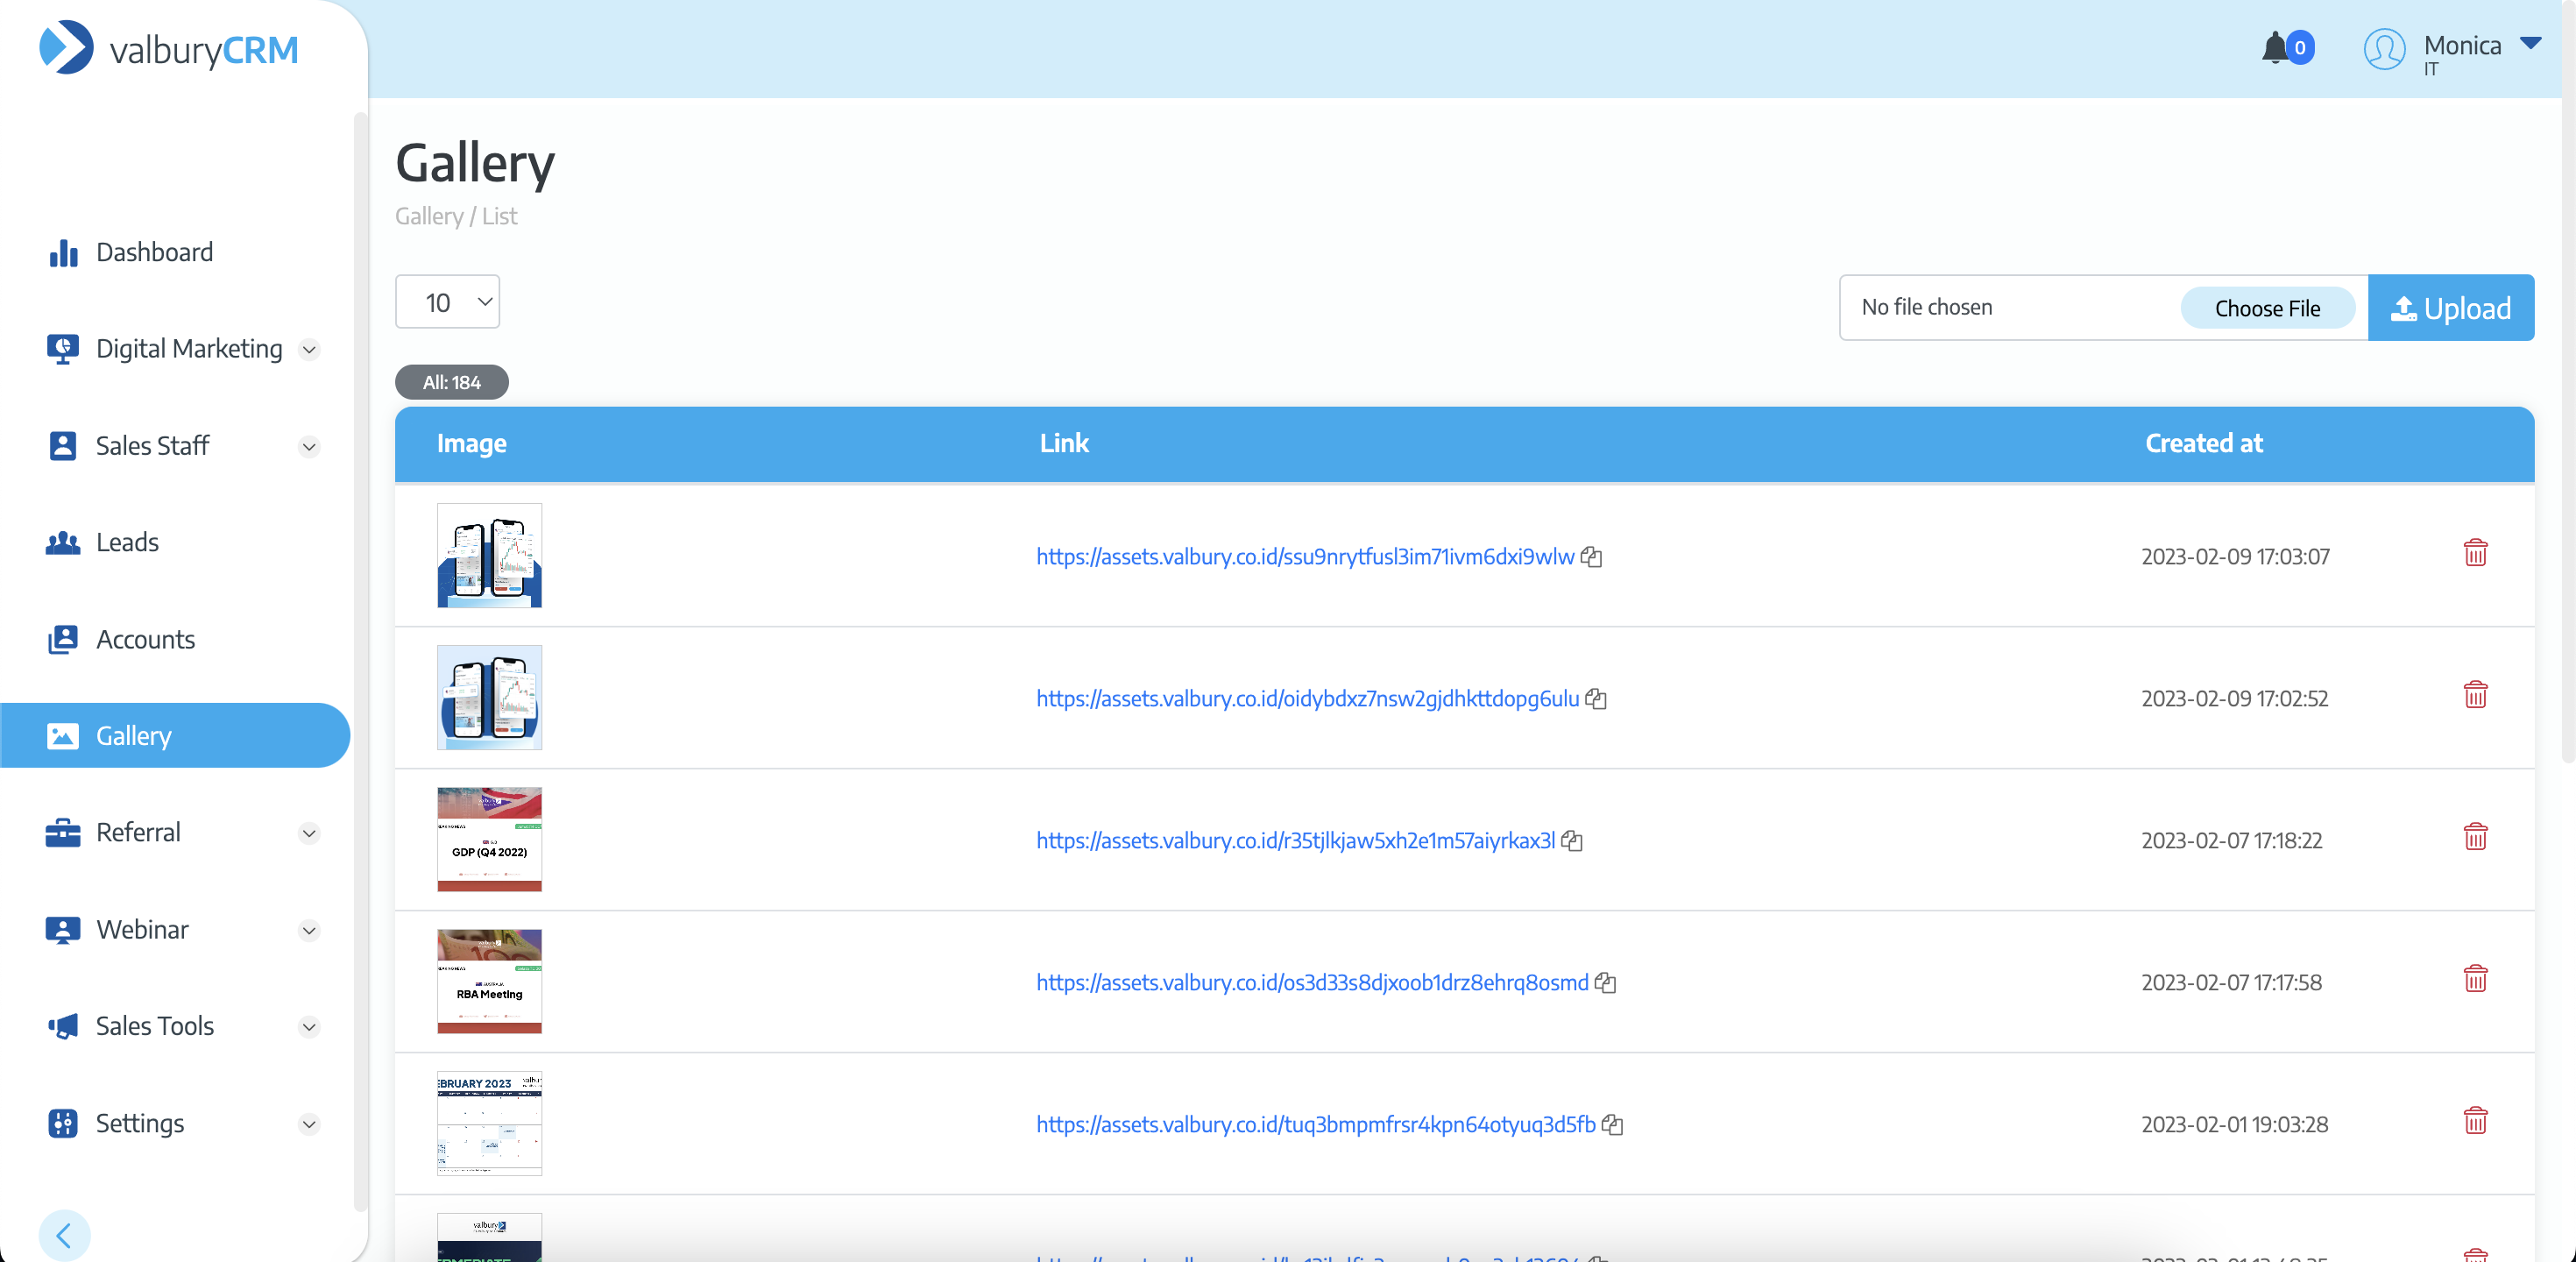 valburyCRM
0
Monica
IT
Dashboard
Digital Marketing
Sales Staff
Leads
Accounts
Gallery
Referral
Webinar
Sales Tools
Settings
Gallery
Gallery / List
10
No file chosen
Choose File
Upload
All: 184
Image Link Created at
https://assets.valbury.co.id/ssu9nrytfusl3im71ivm6dxi9wlw 2023-02-09 17:03:07
https://assets.valbury.co.id/oidybdxz7nsw2gjdhkttdopg6ulu 2023-02-09 17:02:52
GDP (Q4 2022)
https://assets.valbury.co.id/r35tjlkjaw5xh2e1m57aiyrkax3l 2023-02-07 17:18:22
RBA Meeting
https://assets.valbury.co.id/os3d33s8djxoob1drz8ehrq8osmd 2023-02-07 17:17:58
EBRUARY 2023
https://assets.valbury.co.id/tuq3bmpmfrsr4kpn64otyuq3d5fb 2023-02-01 19:03:28
valbury